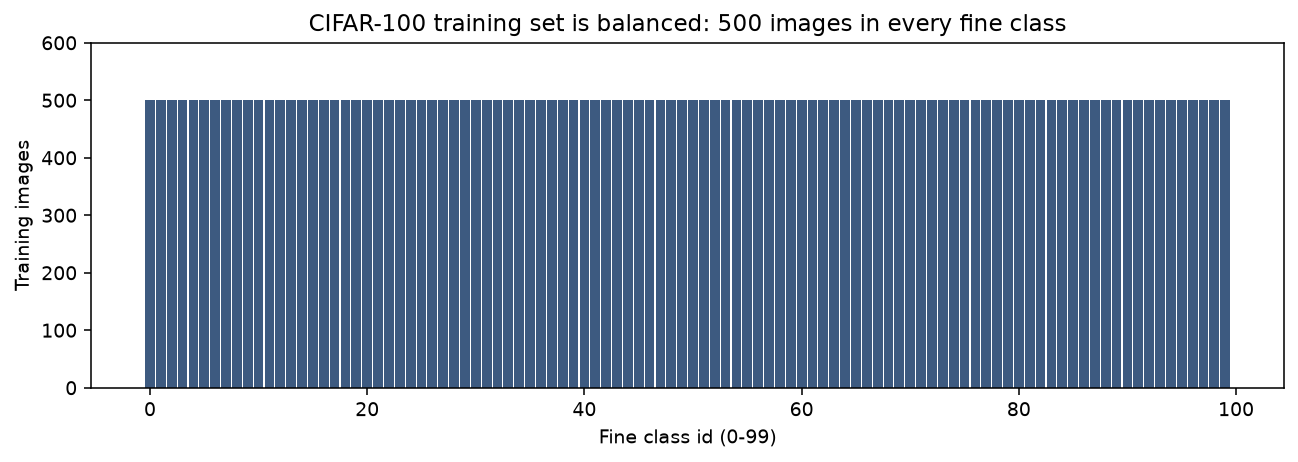 CIFAR-100 training set is balanced: 500 images in every fine class
600
500
400
300
200
100
0
Training images
0 20 40 60 80 100
Fine class id (0-99)